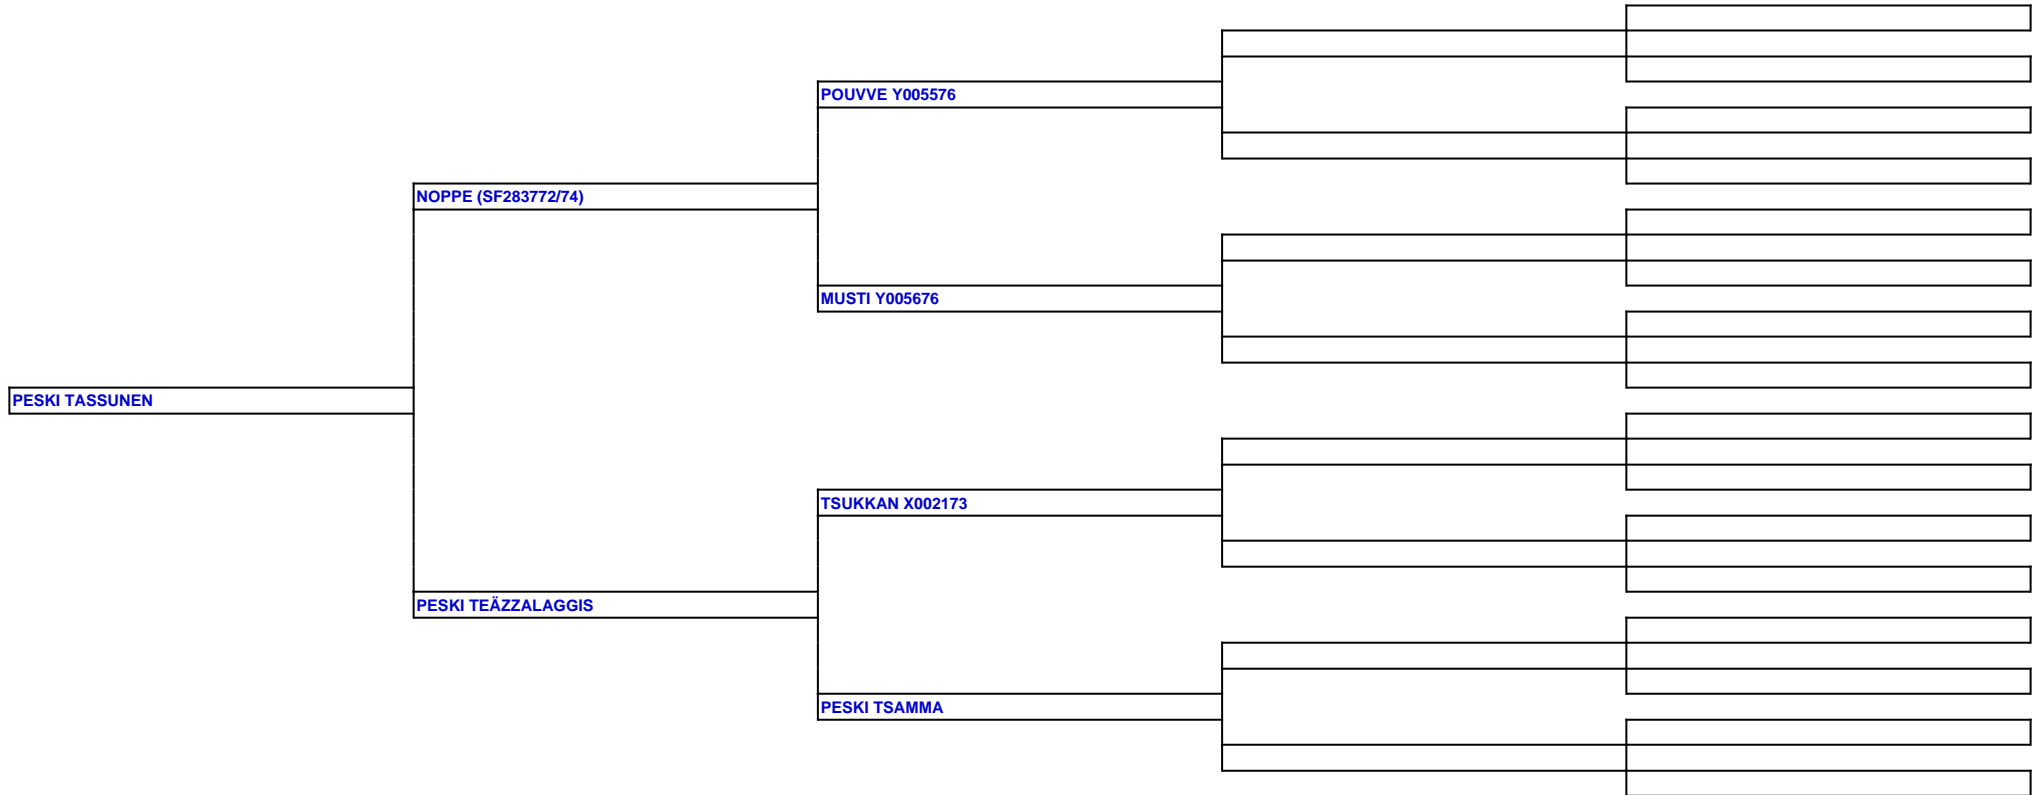 POUVVE Y005576
NOPPE (SF283772/74)
MUSTI Y005676
PESKI TASSUNEN
TSUKKAN X002173
PESKI TEÄZZALAGGIS
PESKI TSAMMA